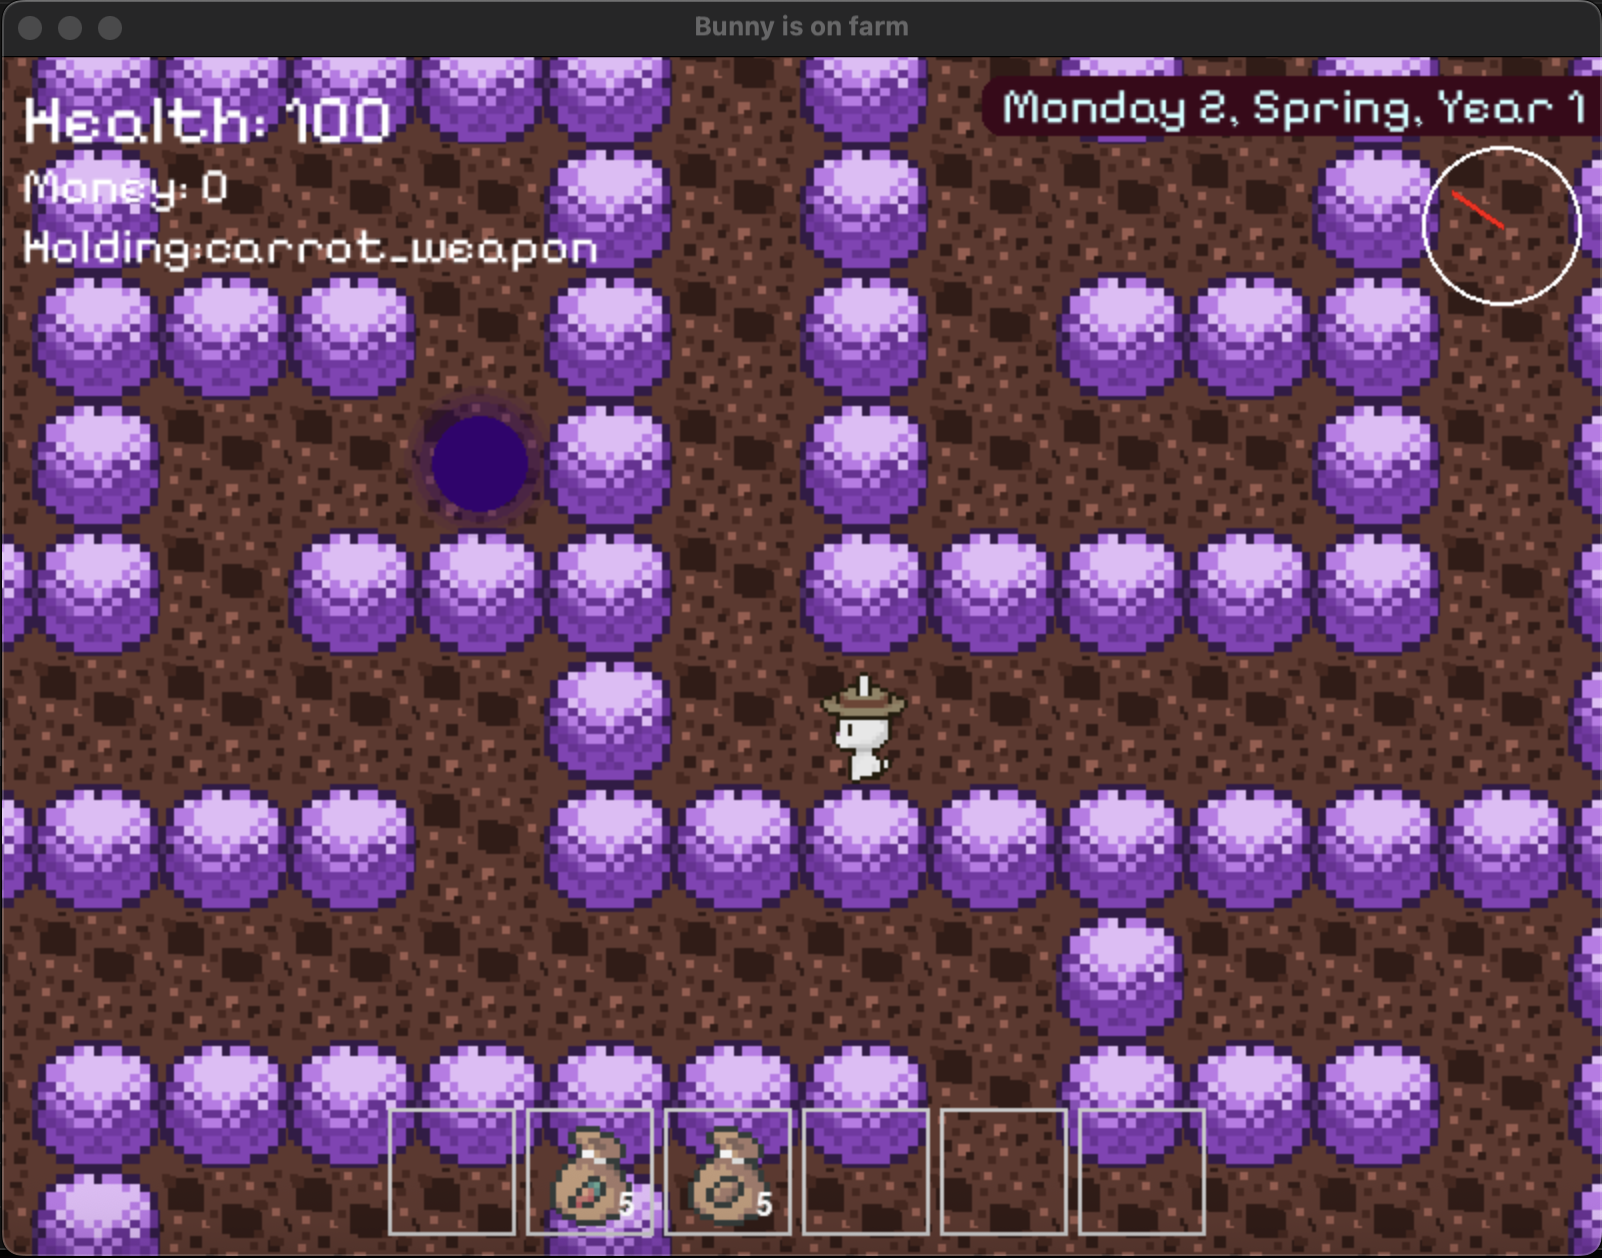 Bunny is on farm
Health: 100
Monday 2, Spring, Year 1
Money: 0
Holding:carrot_weapon
5
5